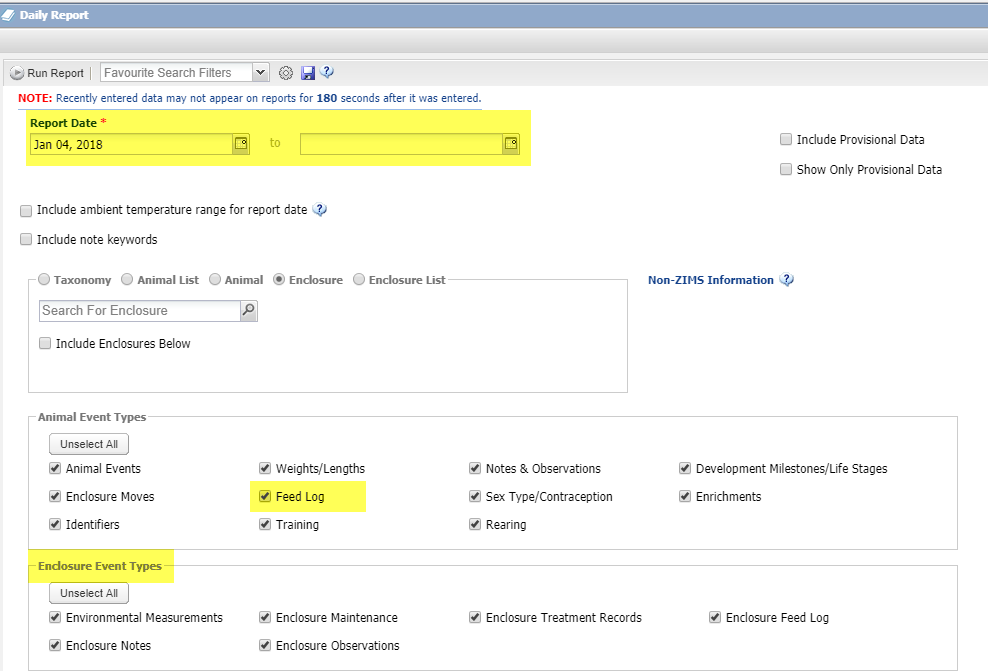 Daily Report
Run Report Favourite Search Filters
NOTE: Recently entered data may not appear on reports for 180 seconds after it was entered.
Report Date *
Jan 04, 2018 to
Include Provisional Data
Show Only Provisional Data
Include ambient temperature range for report date
Include note keywords
Taxonomy Animal List Animal Enclosure Enclosure List
Non-ZIMS Information
Search For Enclosure
Include Enclosures Below
Animal Event Types
Unselect All
Animal Events Weights/Lengths Notes & Observations Development Milestones/Life Stages
Enclosure Moves Feed Log Sex Type/Contraception Enrichments
Identifiers Training Rearing
Enclosure Event Types
Unselect All
Environmental Measurements Enclosure Maintenance Enclosure Treatment Records Enclosure Feed Log
Enclosure Notes Enclosure Observations